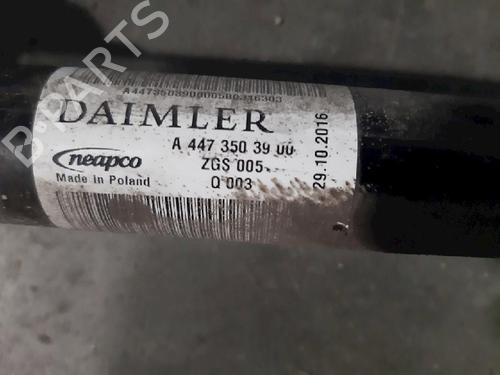 B-PARTS
DAIMLER
A 447 350 39 00
neapco
ZGS 005
Made in Poland
Q 003
29.10.2016